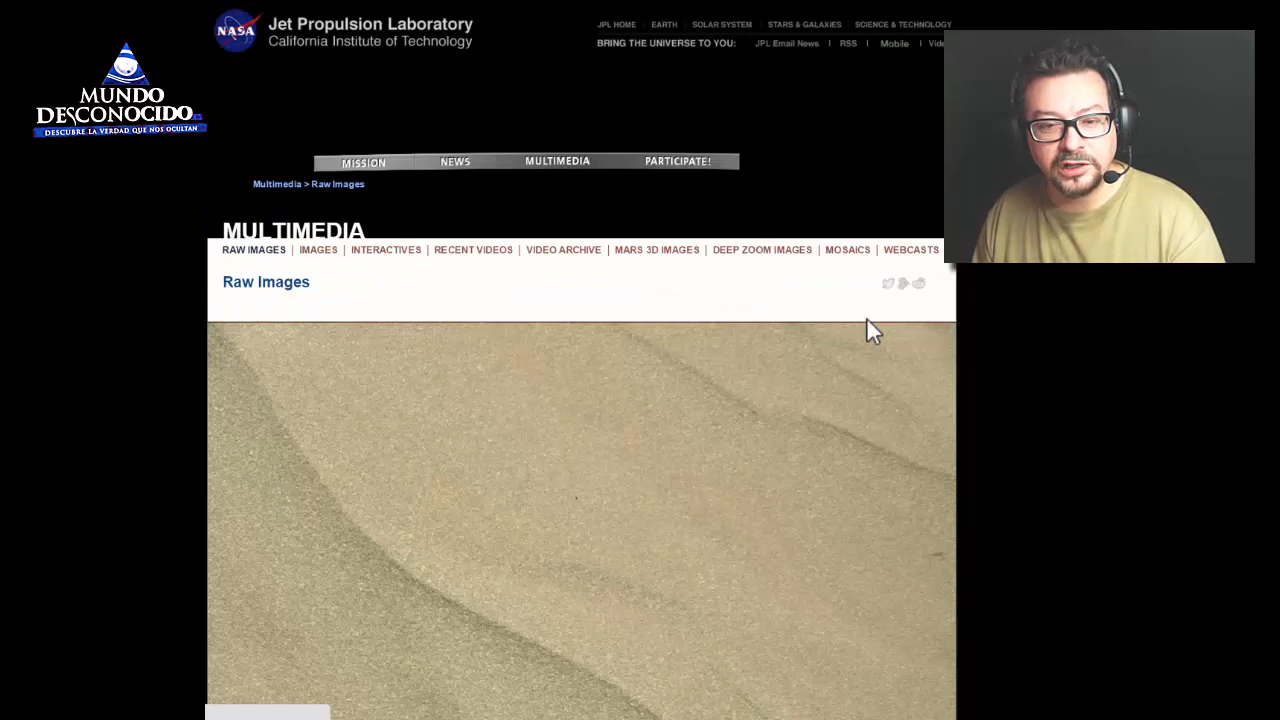 NASA
Jet Propulsion Laboratory
California Institute of Technology
JPL HOME EARTH SOLAR SYSTEM STARS & GALAXIES SCIENCE & TECHNOLOGY
BRING THE UNIVERSE TO YOU: JPL Email News | RSS | Mobile | Vide
MUNDO
DESCONOCIDO.ES
DESCUBRE LA VERDAD QUE NOS OCULTAN
MISSION NEWS MULTIMEDIA PARTICIPATE!
Multimedia > Raw Images
MULTIMEDIA
RAW IMAGES | IMAGES | INTERACTIVES | RECENT VIDEOS | VIDEO ARCHIVE | MARS 3D IMAGES | DEEP ZOOM IMAGES | MOSAICS | WEBCASTS
Raw Images